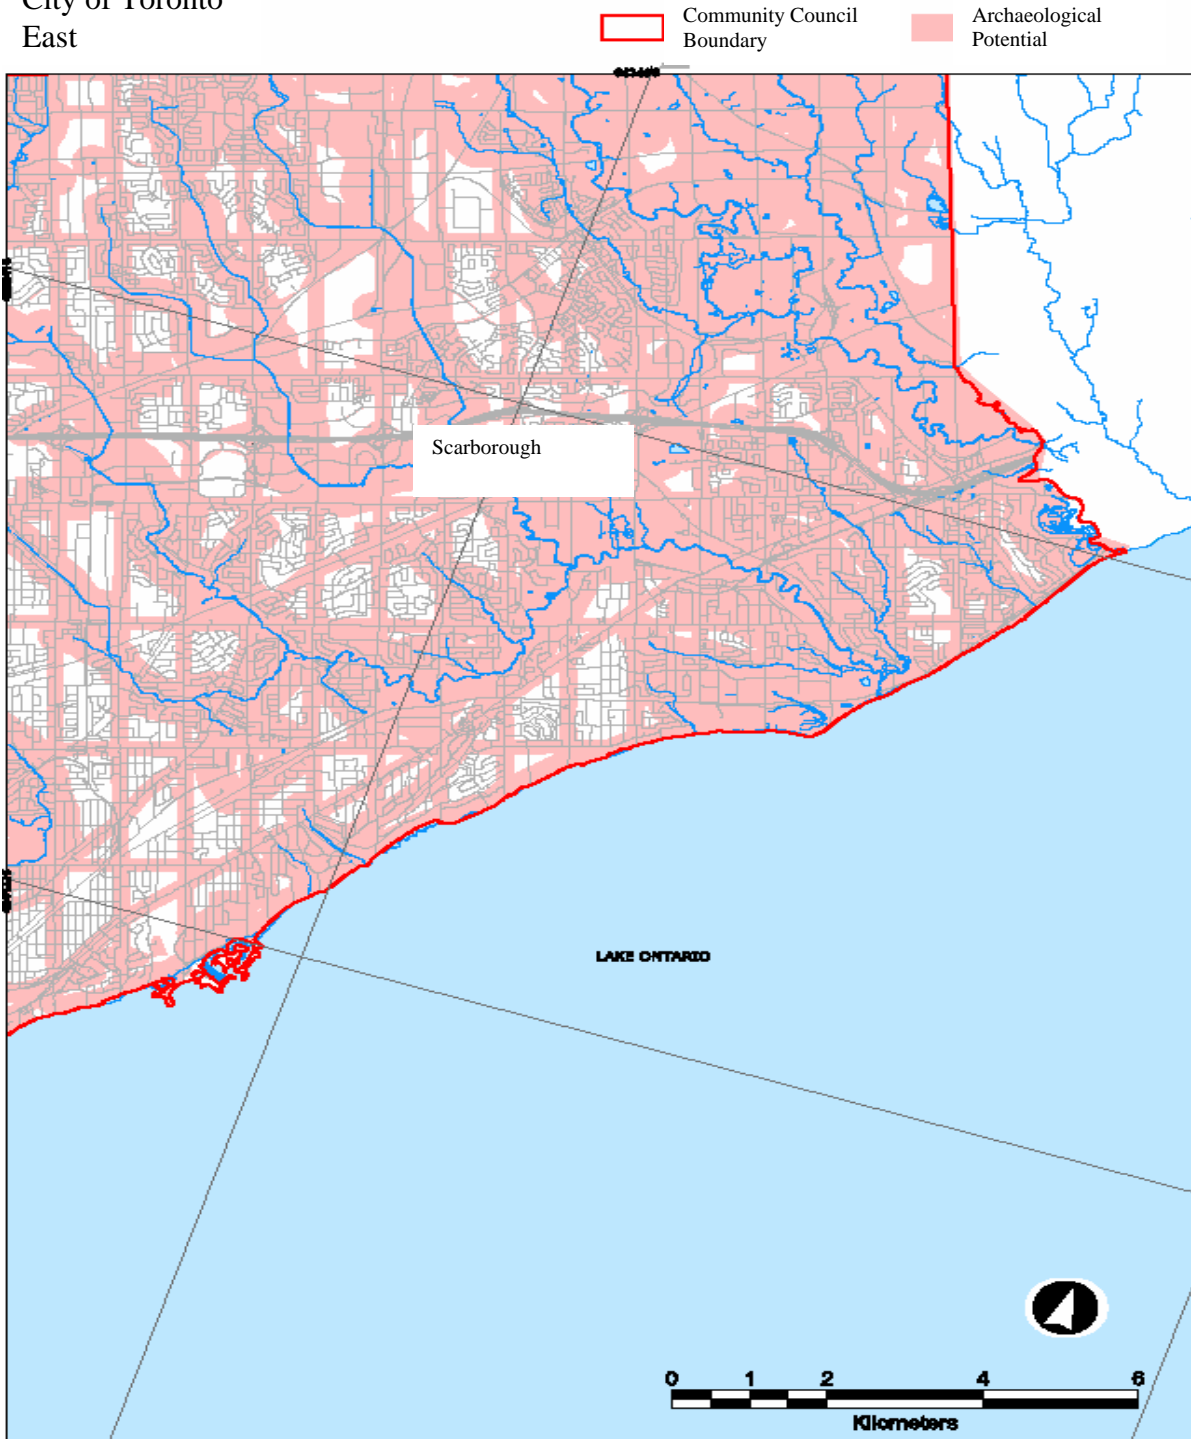 City of Toronto
East
Community Council
Boundary
Archaeological
Potential
Scarborough
LAKE ONTARIO
0 1 2 4 6
Kilometers